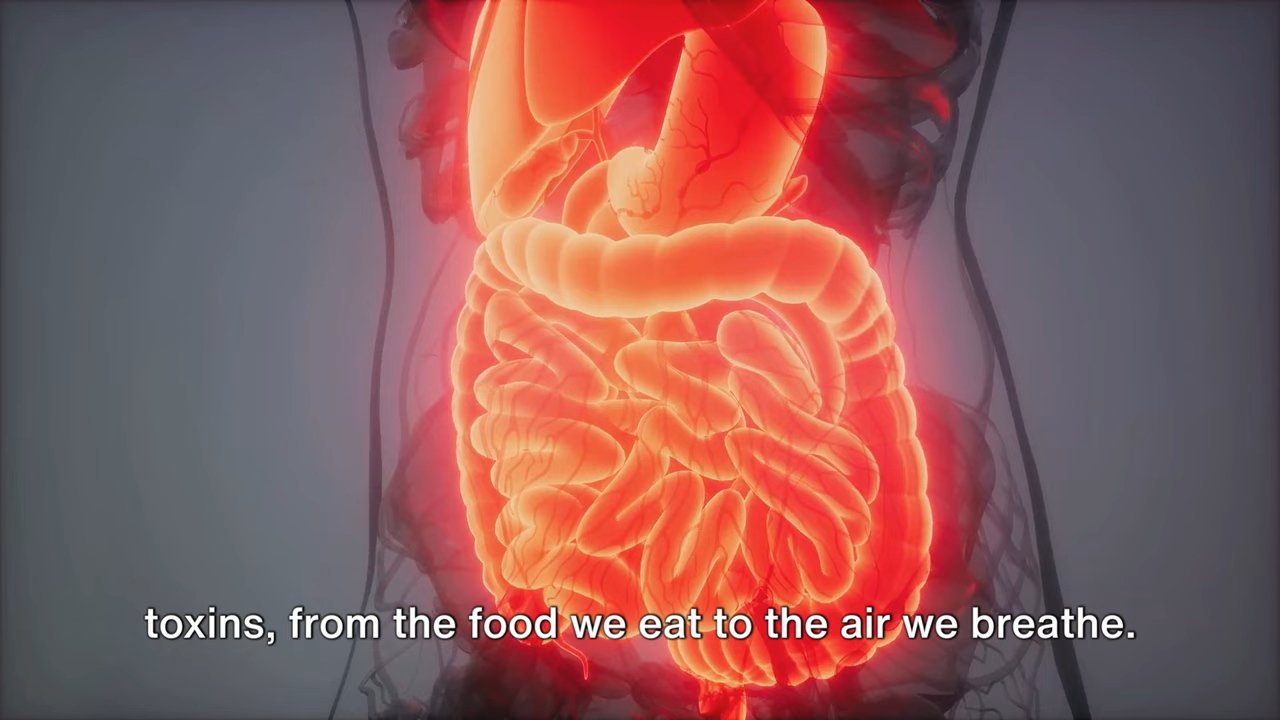 toxins, from the food we eat to the air we breathe.